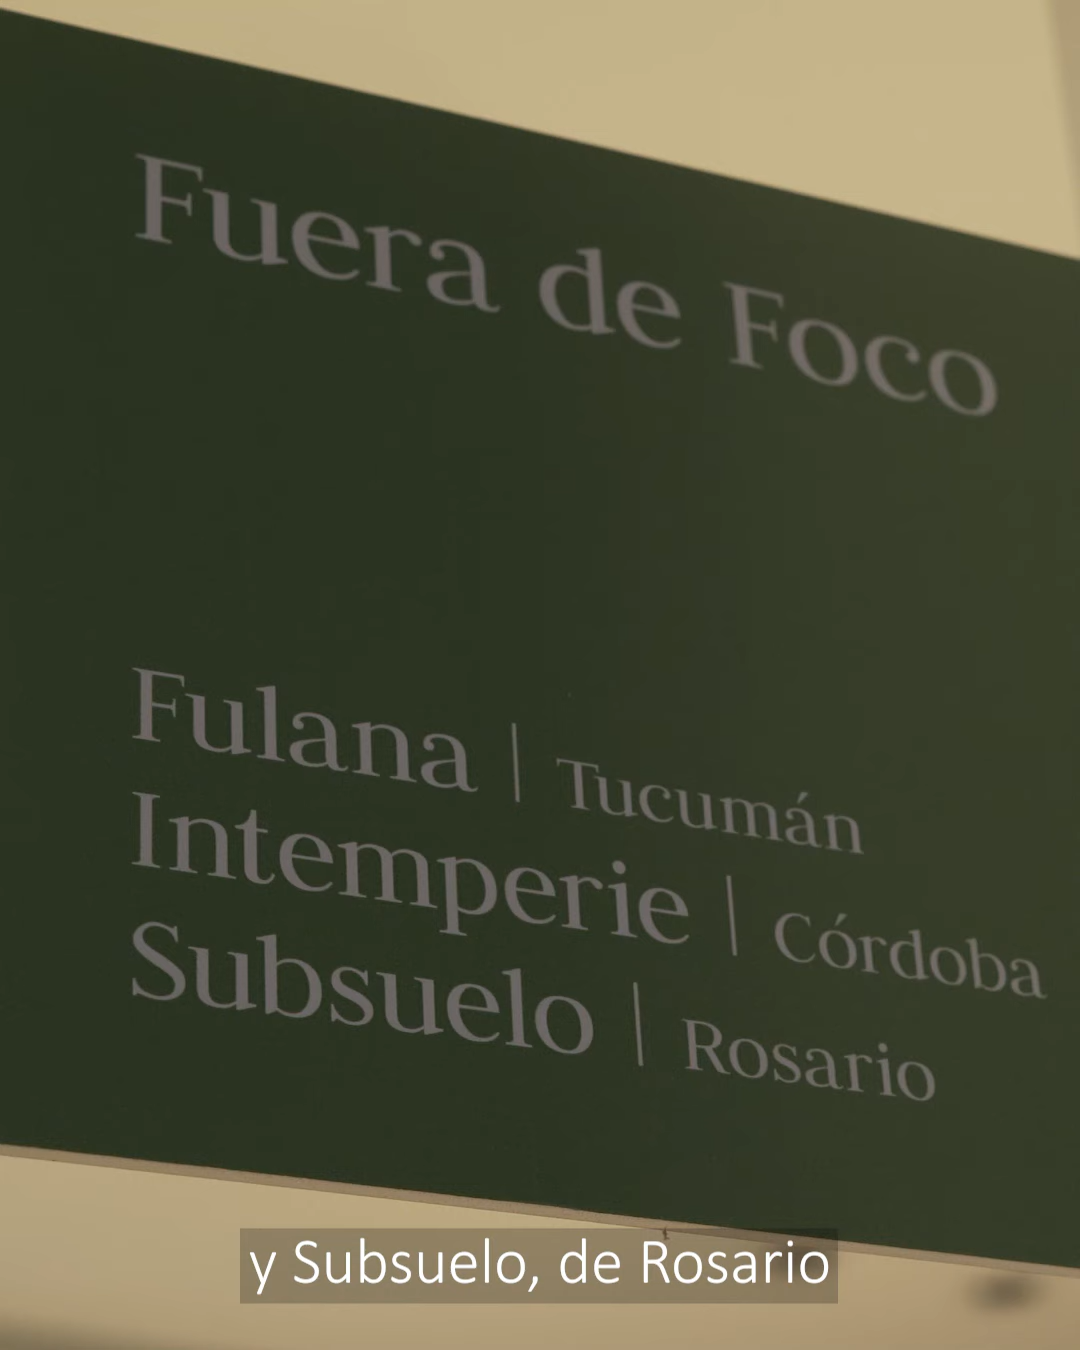 Fuera de Foco
Fulana | Tucumán
Intemperie | Córdoba
Subsuelo | Rosario
y Subsuelo, de Rosario